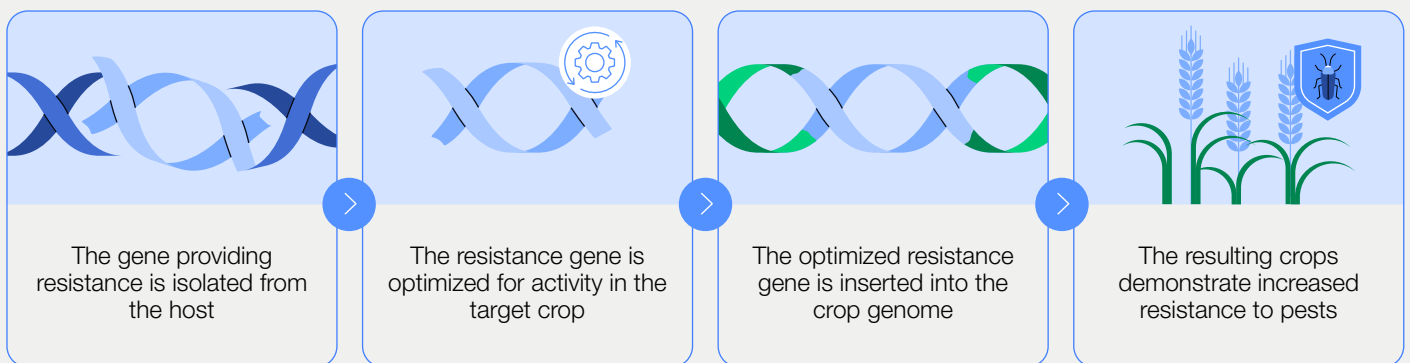 The gene providing
resistance is isolated from
the host
The resistance gene is
optimized for activity in the
target crop
The optimized resistance
gene is inserted into the
crop genome
The resulting crops
demonstrate increased
resistance to pests